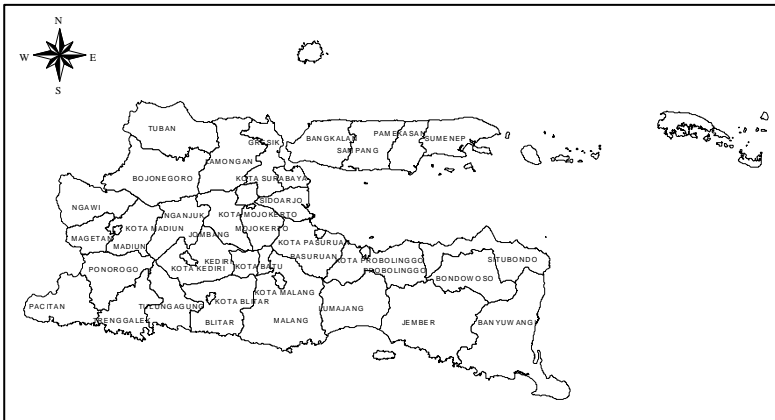 N
W E
S
TUBAN
GRESIK
BANGKALAN
PAMEKASAN
SUMENEP
SAMPANG
LAMONGAN
BOJONEGORO
KOTA SURABAYA
SIDOARJO
NGAWI
NGANJUK
KOTA MOJOKERTO
KOTA MADIUN
MOJOKERTO
JOMBANG
MAGETAN
MADIUN
KOTA PASURUAN
PASURUAN
KEDIRI
KOTA KEDIRI
KOTA BATU
KOTA PROBOLINGGO
PROBOLINGGO
SITUBONDO
BONDOWOSO
PONOROGO
PACITAN
TRENGGALEK
TULUNGAGUNG
KOTA BLITAR
BLITAR
KOTA MALANG
MALANG
LUMAJANG
JEMBER
BANYUWANGI